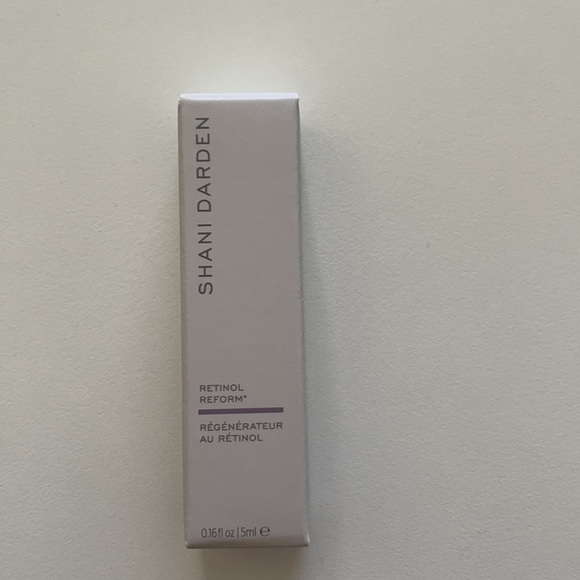 SHANI DARDEN
RETINOL
REFORM*
RÉGÉNÉRATEUR
AU RÉTINOL
0.16 fl oz | 5ml ℮